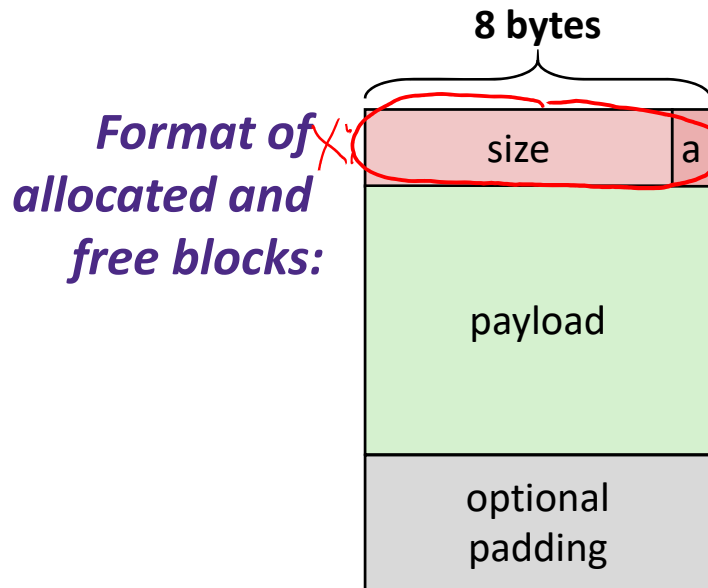 8 bytes
Format of
allocated and
free blocks:
size
a
payload
optional
padding